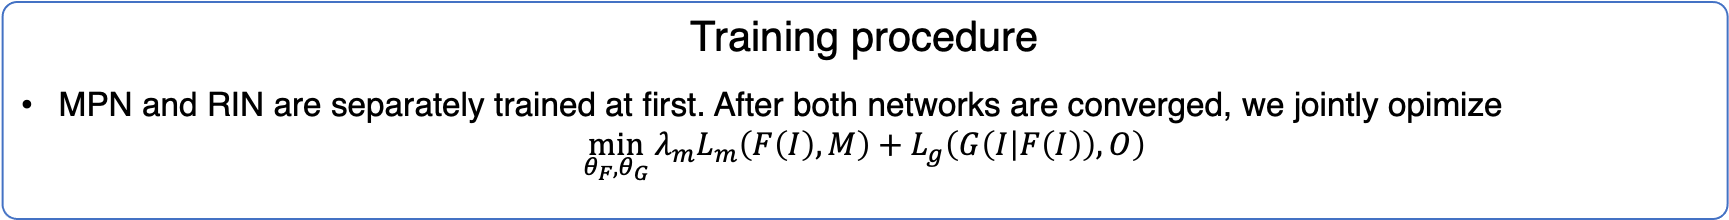 Training procedure
• MPN and RIN are separately trained at first. After both networks are converged, we jointly opimize
min λ_m L_m(F(I), M) + L_g(G(I|F(I)), O)
θ_F,θ_G